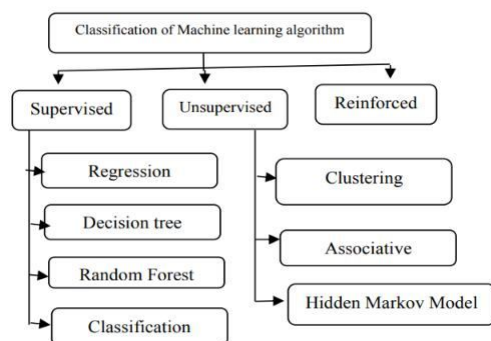 Classification of Machine learning algorithm
Supervised
Unsupervised
Reinforced
Regression
Decision tree
Random Forest
Classification
Clustering
Associative
Hidden Markov Model